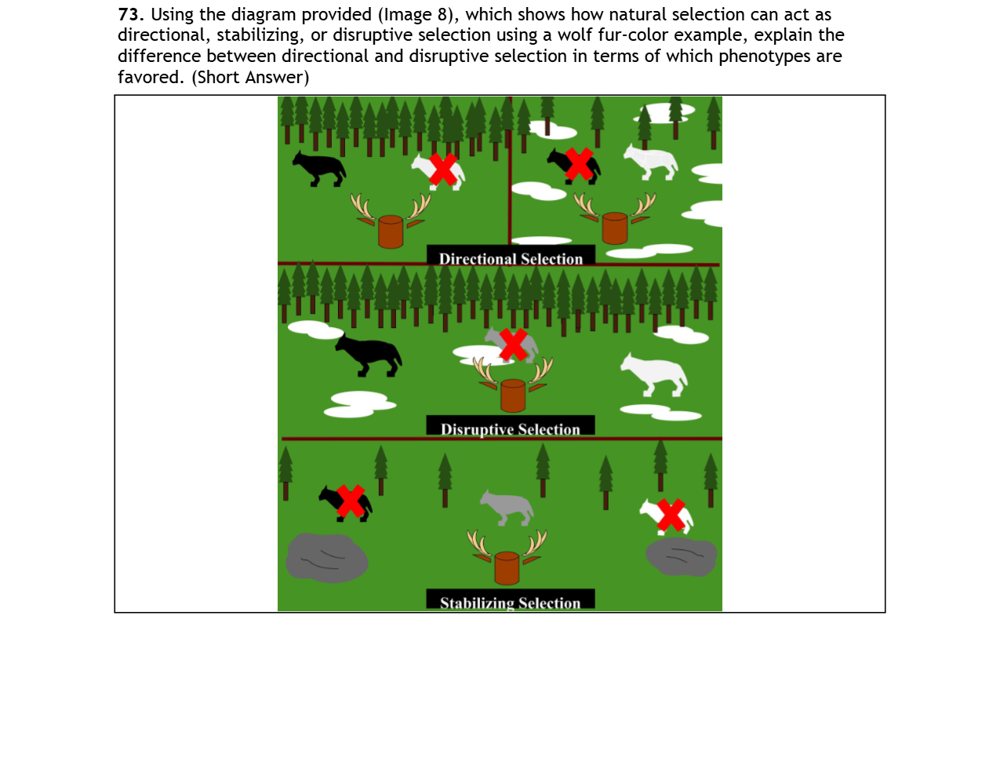 73. Using the diagram provided (Image 8), which shows how natural selection can act as
directional, stabilizing, or disruptive selection using a wolf fur-color example, explain the
difference between directional and disruptive selection in terms of which phenotypes are
favored. (Short Answer)
Directional Selection
Disruptive Selection
Stabilizing Selection